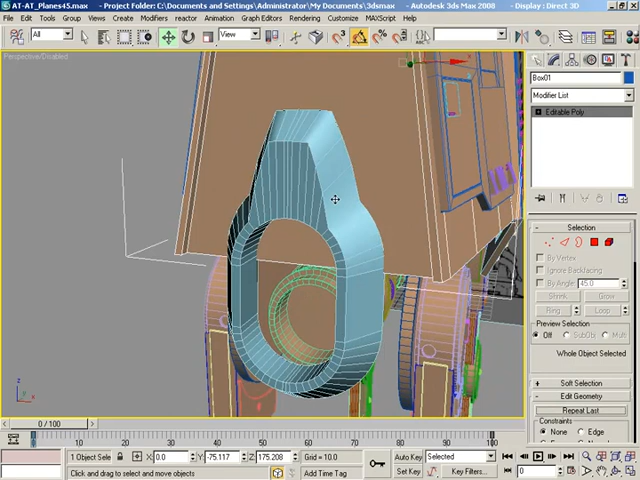 AT-AT_Planes45.max - Project Folder: C:\Documents and Settings\Administrator\My Documents\3dsmax - Autodesk 3ds Max 2008 - Display : Direct 3D
File Edit Tools Group Views Create Modifiers reactor Animation Graph Editors Rendering Customize MAXScript Help
All View
Perspective/Disabled
Box01
Modifier List
Editable Poly
Selection
By Vertex
Ignore Backfacing
By Angle: 45.0
Shrink Grow
Ring Loop
Preview Selection
Off SubObj Multi
Whole Object Selected
Soft Selection
Edit Geometry
Repeat Last
Constraints
None Edge
z
x
0 / 100
0 10 20 30 40 50 60 70 80 90 100
1 Object Sele X: 0.0 Y: -75.117 Z: 175.208 Grid = 10.0 Auto Key Selected
Click and drag to select and move objects Add Time Tag Set Key Key Filters... 0